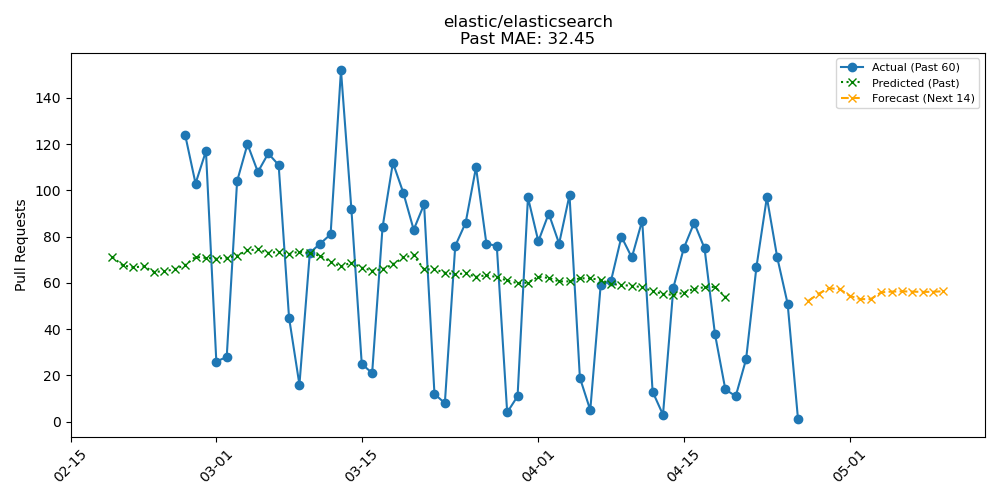 elastic/elasticsearch
Past MAE: 32.45
Actual (Past 60)
Predicted (Past)
Forecast (Next 14)
Pull Requests
140
120
100
80
60
40
20
0
02-15
03-01
03-15
04-01
04-15
05-01